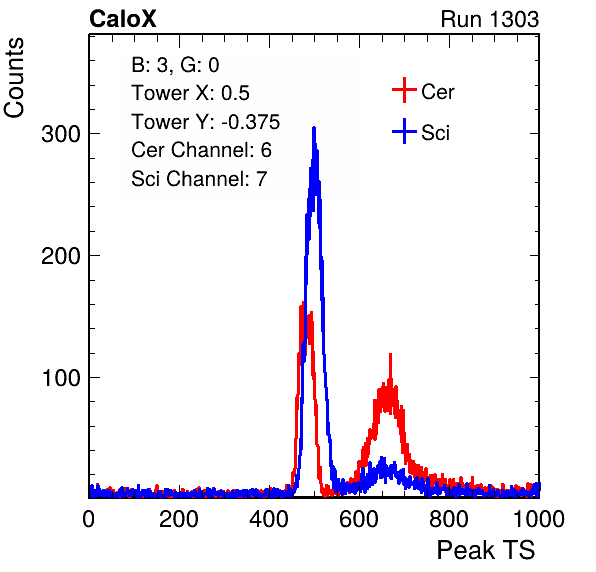 CaloX Run 1303
Counts
B: 3, G: 0
Tower X: 0.5
Tower Y: -0.375
Cer Channel: 6
Sci Channel: 7
Cer
Sci
300
200
100
0 200 400 600 800 1000
Peak TS